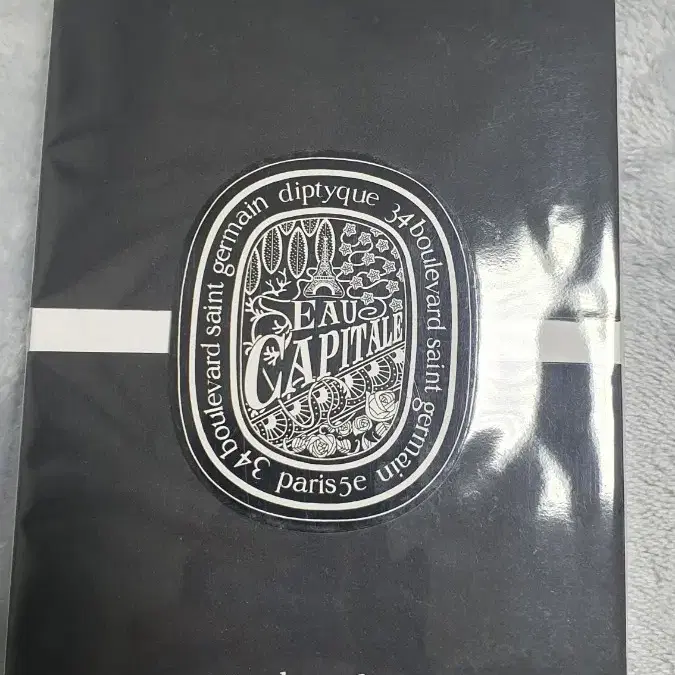 diptyque 34 boulevard saint germain
paris 5e
34 boulevard saint germain
EAU
CAPITALE